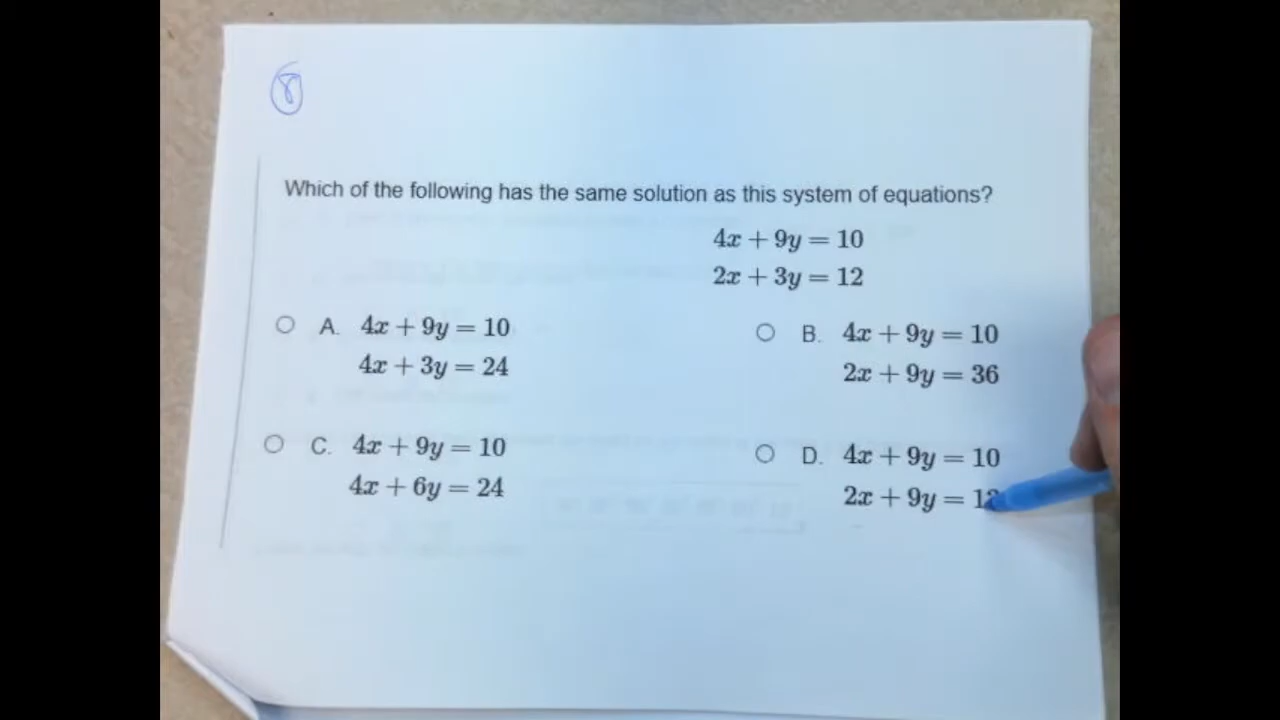 8
Which of the following has the same solution as this system of equations?
4x + 9y = 10
2x + 3y = 12
A. 4x + 9y = 10
4x + 3y = 24
B. 4x + 9y = 10
2x + 9y = 36
C. 4x + 9y = 10
4x + 6y = 24
D. 4x + 9y = 10
2x + 9y = 12